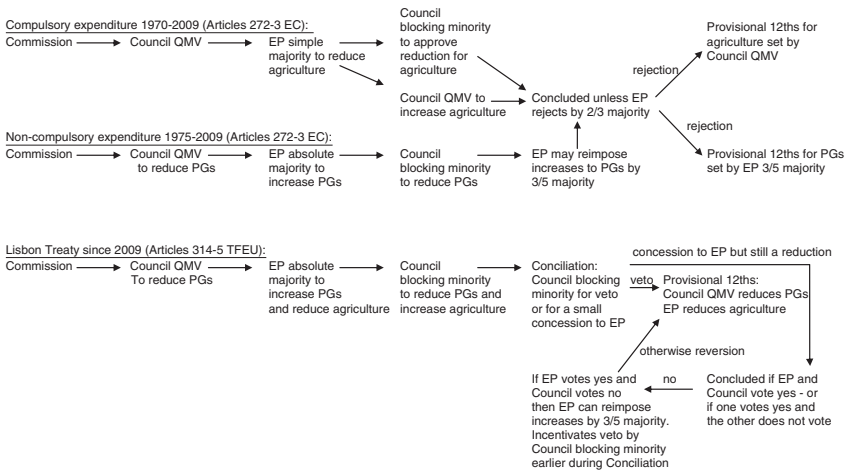 Compulsory expenditure 1970-2009 (Articles 272-3 EC):
Commission
Council QMV
EP simple
majority to reduce
agriculture
Council
blocking minority
to approve
reduction for
agriculture
Council QMV to
increase agriculture
Concluded unless EP
rejects by 2/3 majority
rejection
Provisional 12ths for
agriculture set by
Council QMV
rejection
Provisional 12ths for PGs
set by EP 3/5 majority
Non-compulsory expenditure 1975-2009 (Articles 272-3 EC):
Commission
Council QMV
to reduce PGs
EP absolute
majority to
increase PGs
Council
blocking minority
to reduce PGs
EP may reimpose
increases to PGs by
3/5 majority
Lisbon Treaty since 2009 (Articles 314-5 TFEU):
Commission
Council QMV
To reduce PGs
EP absolute
majority to
increase PGs
and reduce agriculture
Council
blocking minority
to reduce PGs and
increase agriculture
Conciliation:
Council blocking
minority for veto
or for a small
concession to EP
concession to EP but still a reduction
veto
Provisional 12ths:
Council QMV reduces PGs
EP reduces agriculture
otherwise reversion
If EP votes yes and
Council votes no
then EP can reimpose
increases by 3/5 majority.
Incentivates veto by
Council blocking minority
earlier during Conciliation
no
Concluded if EP and
Council vote yes - or
if one votes yes and
the other does not vote